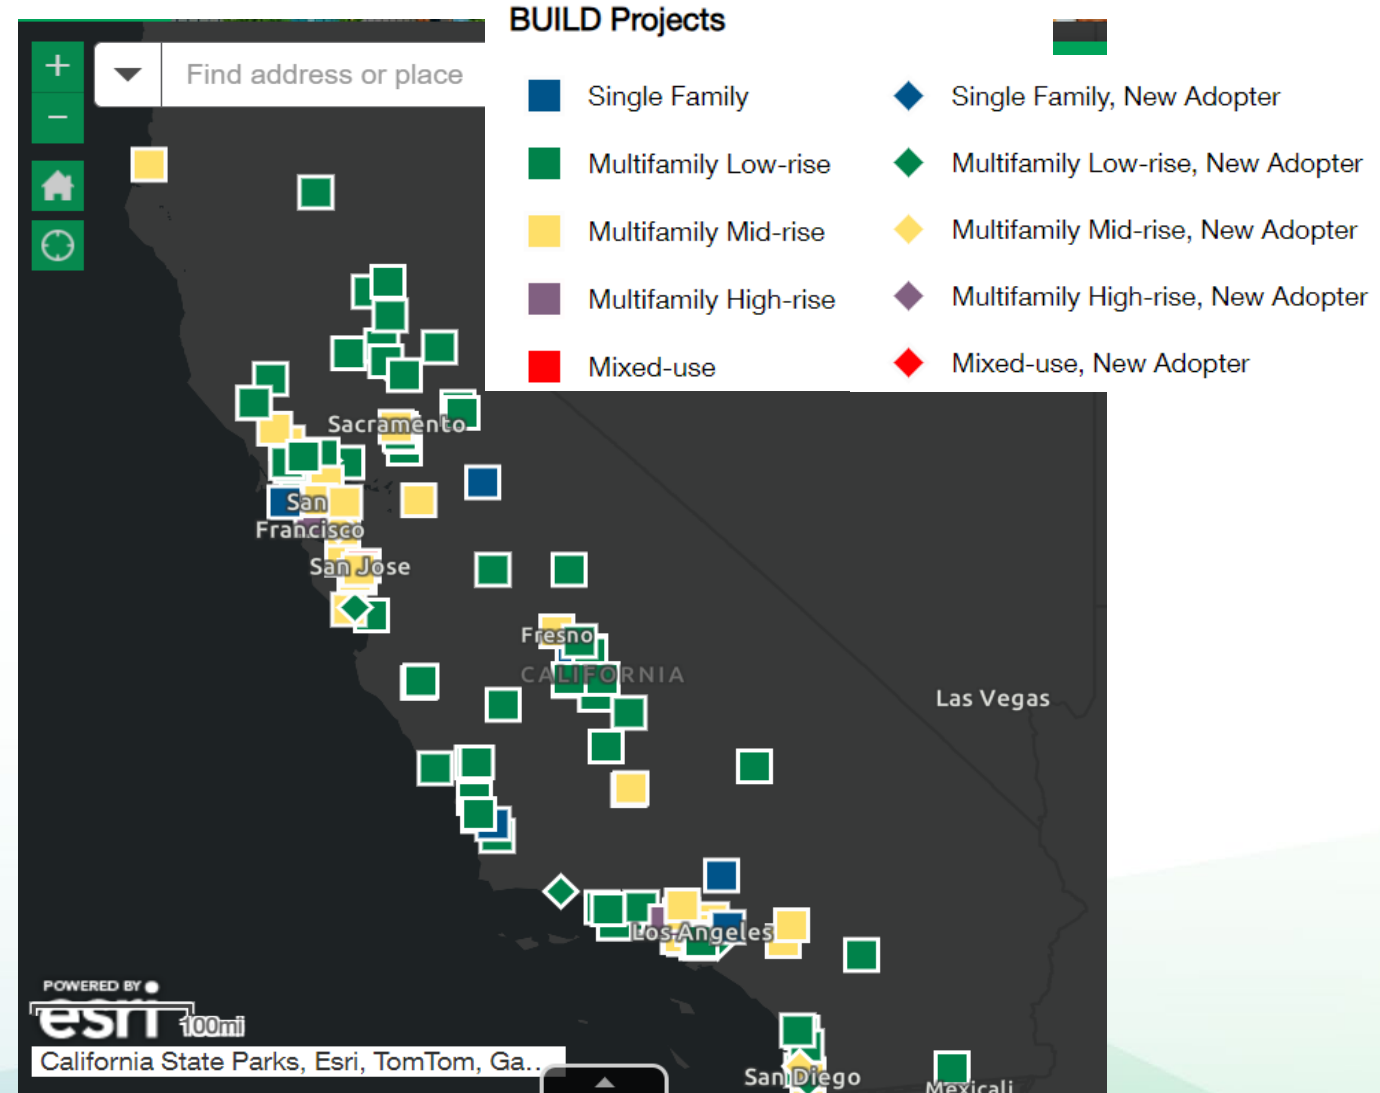 BUILD Projects
Find address or place
Single Family
Single Family, New Adopter
Multifamily Low-rise
Multifamily Low-rise, New Adopter
Multifamily Mid-rise
Multifamily Mid-rise, New Adopter
Multifamily High-rise
Multifamily High-rise, New Adopter
Mixed-use
Mixed-use, New Adopter
Sacramento
San
Francisco
San Jose
Fresno
CALIFORNIA
Las Vegas
Los Angeles
POWERED BY
esri
100mi
California State Parks, Esri, TomTom, Ga...
San Diego
Mexicali